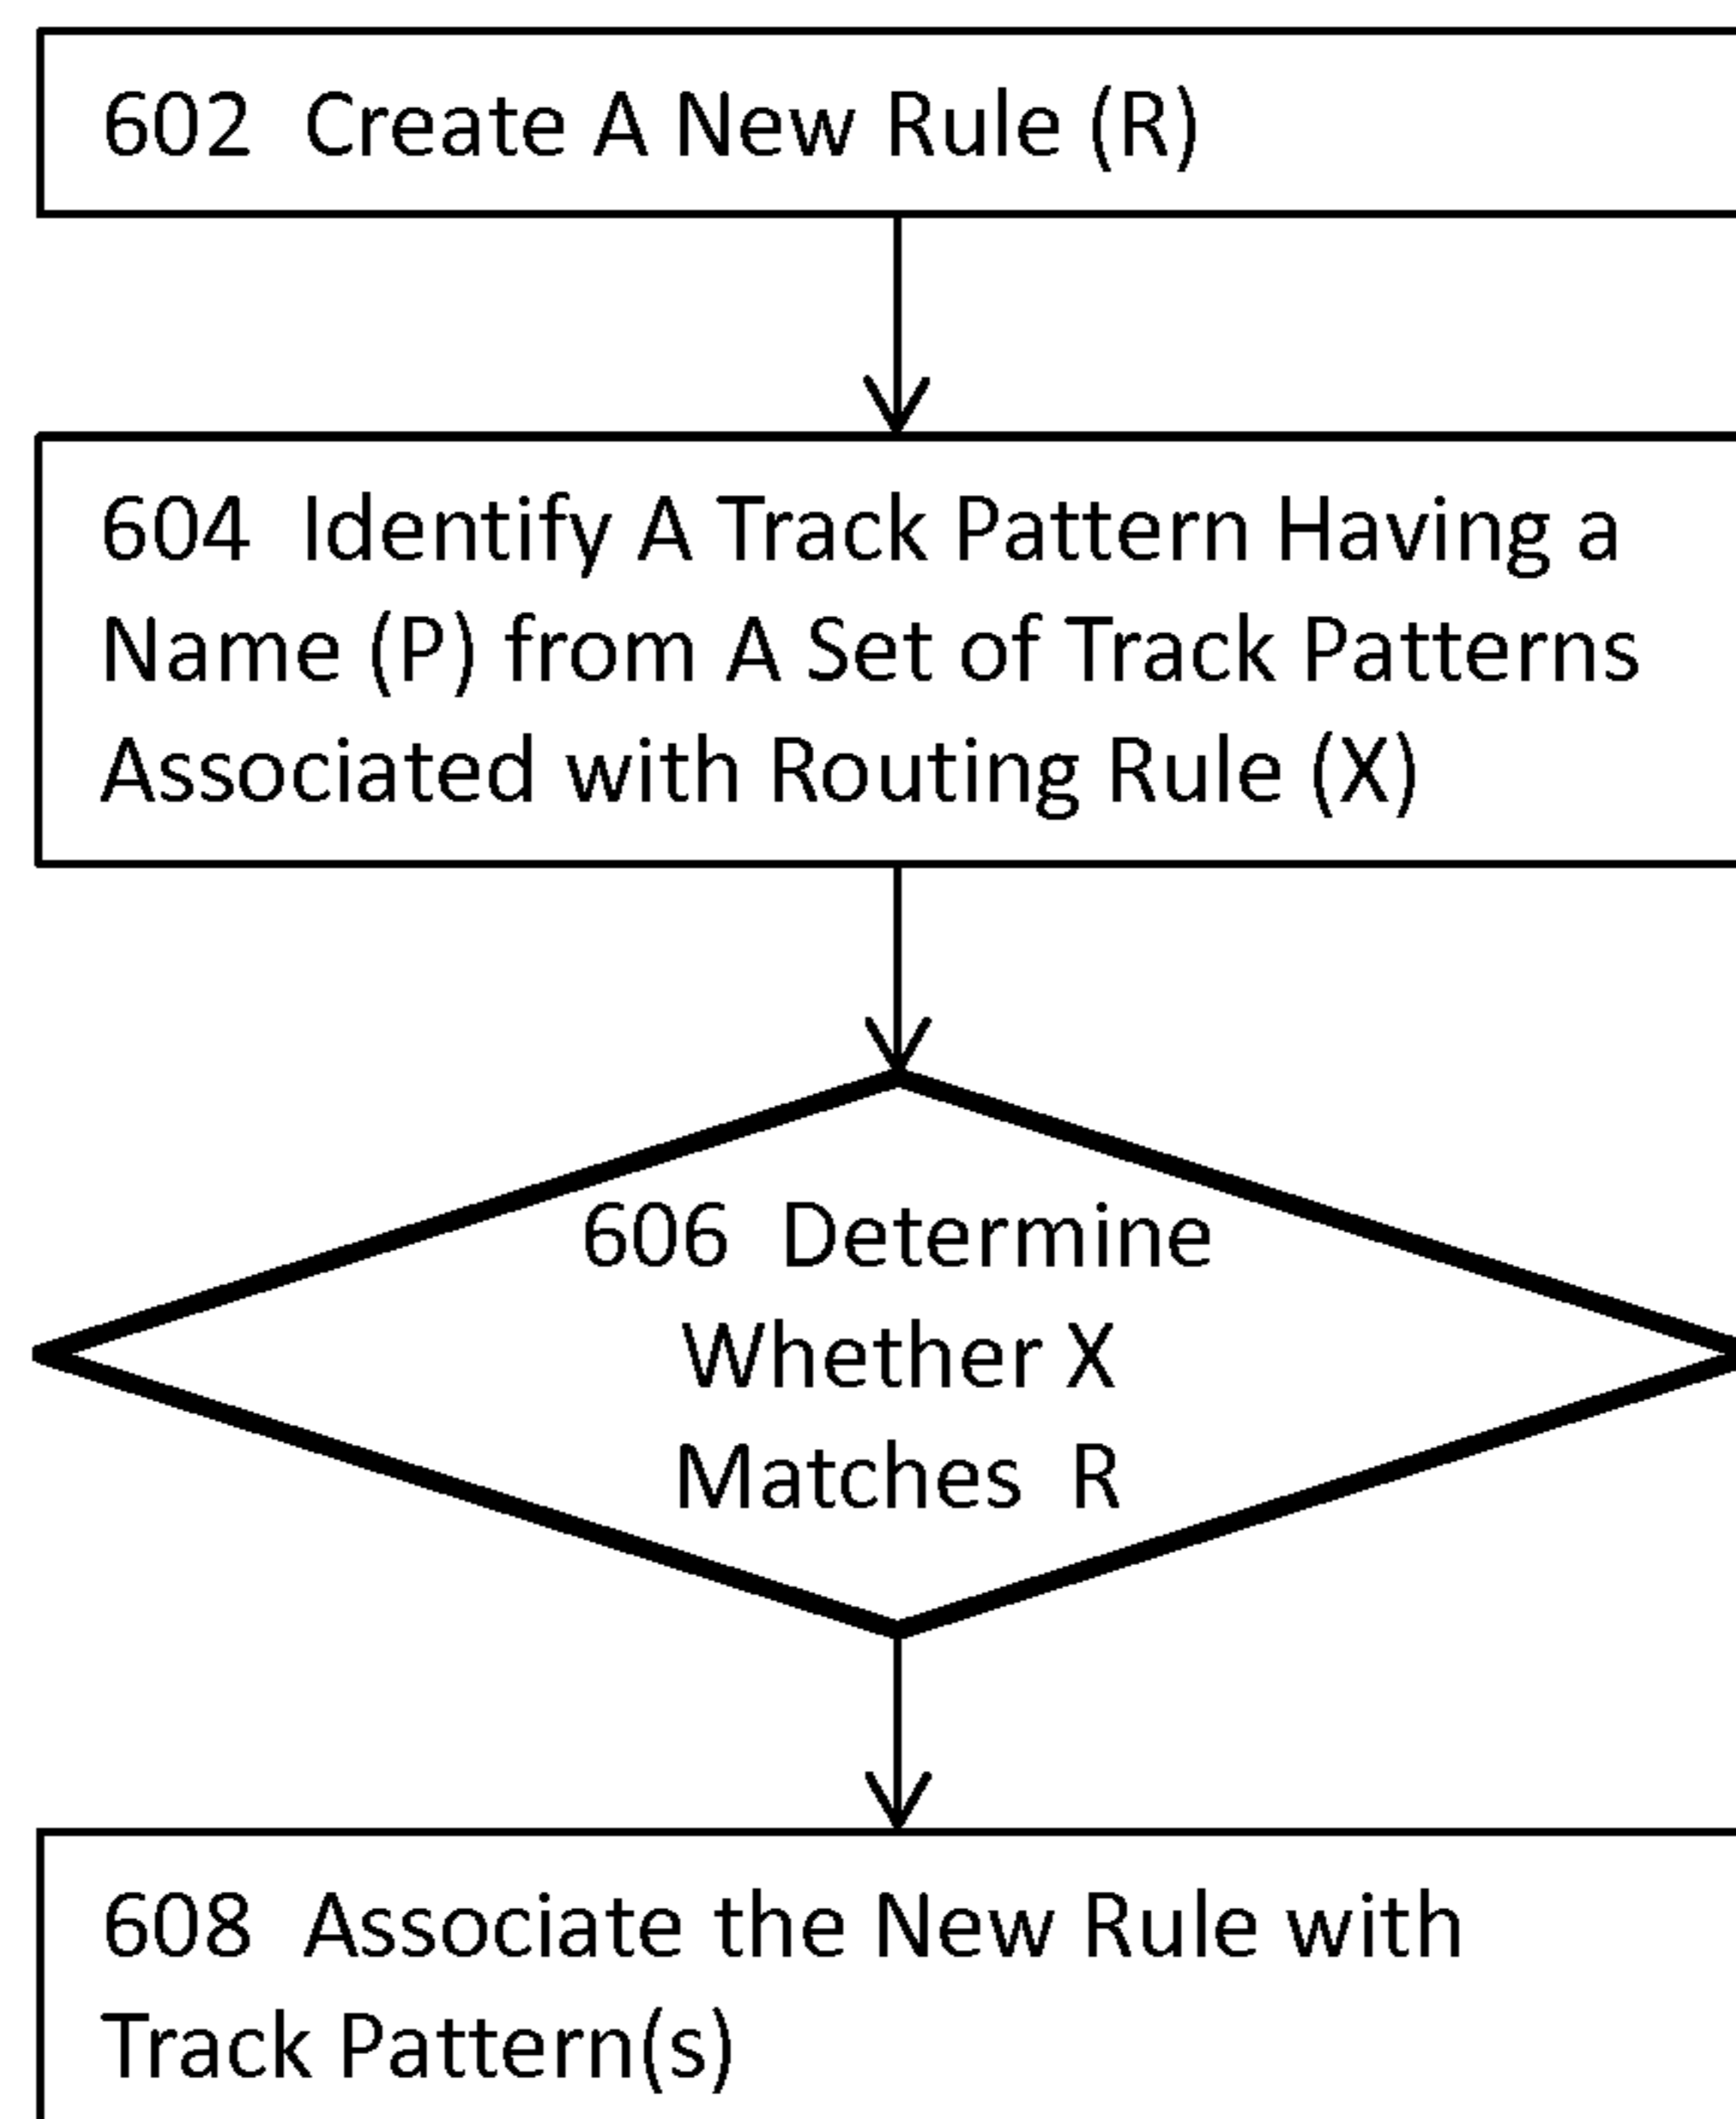 602 Create A New Rule (R)
604 Identify A Track Pattern Having a
Name (P) from A Set of Track Patterns
Associated with Routing Rule (X)
606 Determine
Whether X
Matches R
608 Associate the New Rule with
Track Pattern(s)